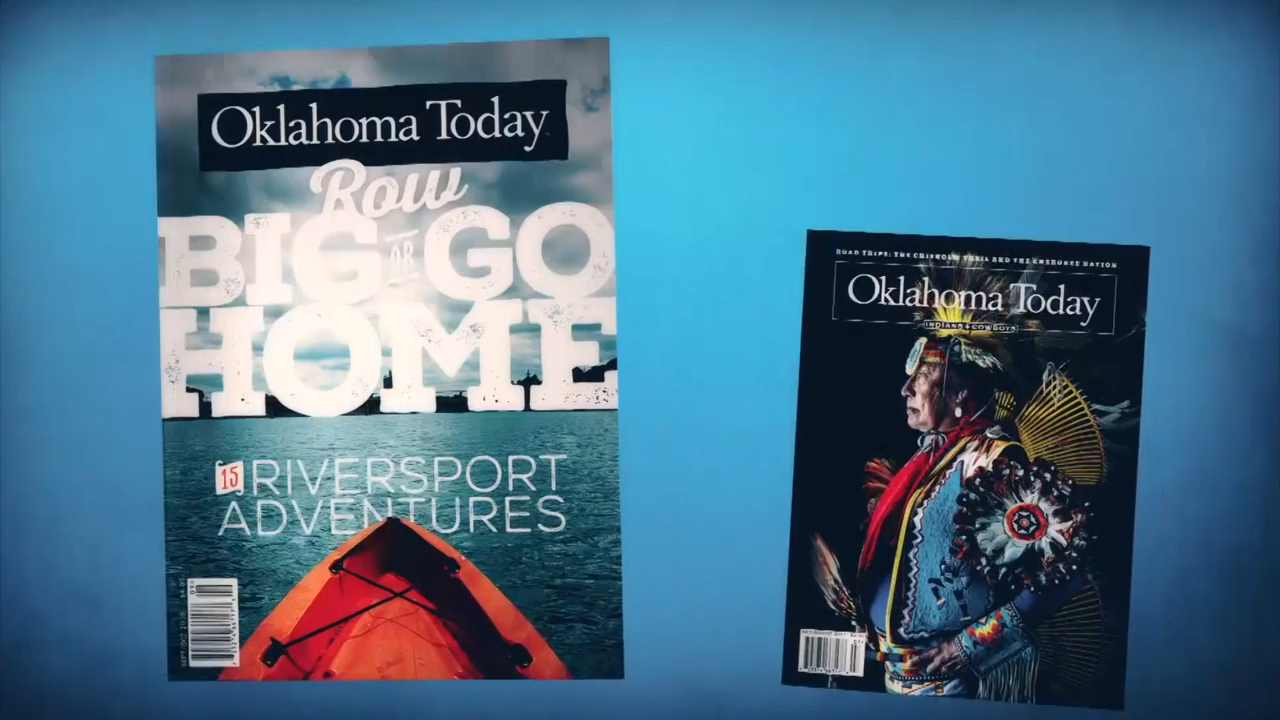 Oklahoma Today
Row
BIG OR GO
HOME
15 RIVERSPORT
ADVENTURES
ROAD TRIPS: THE CHISHOLM TRAIL AND THE CHEROKEE NATION
Oklahoma Today
INDIANS + COWBOYS